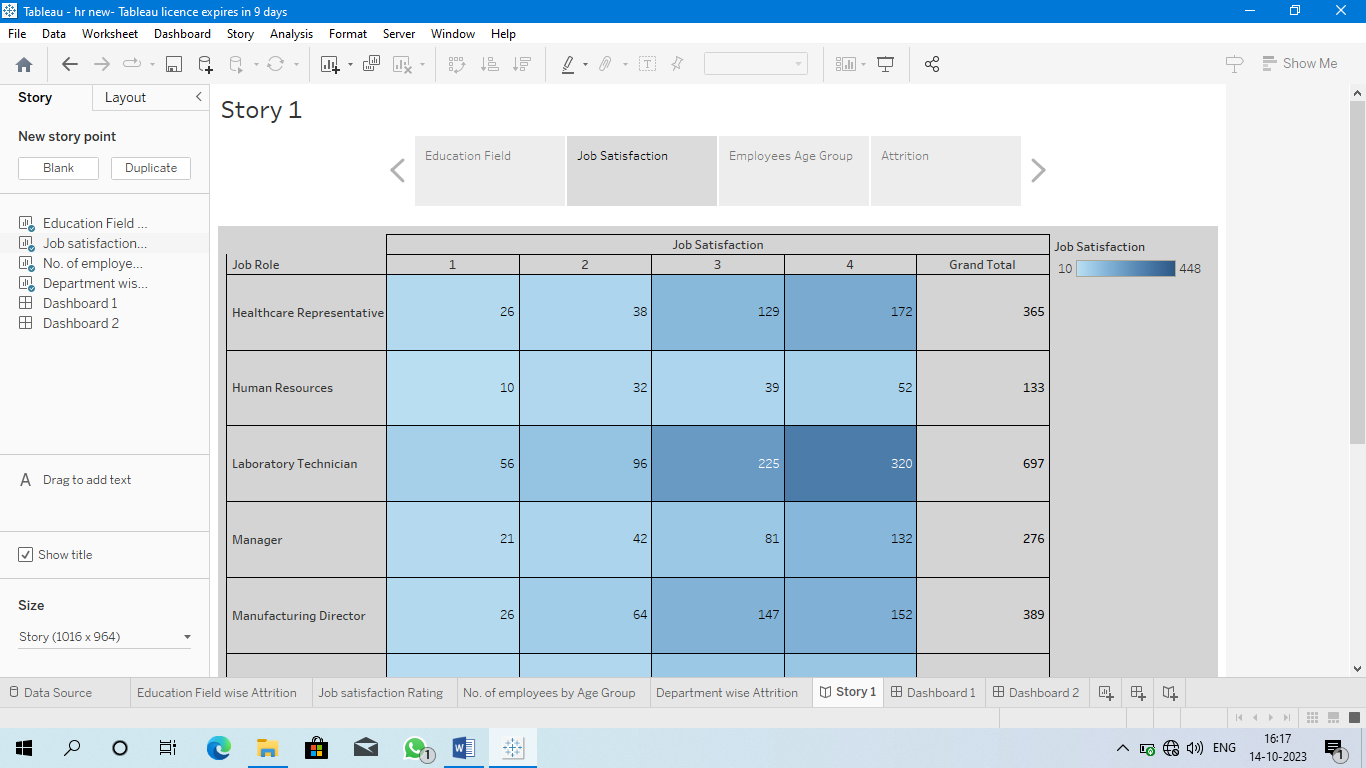 Tableau - hr new- Tableau licence expires in 9 days
File Data Worksheet Dashboard Story Analysis Format Server Window Help
Show Me
Story Layout
New story point
Blank Duplicate
Education Field ...
Job satisfaction...
No. of employe...
Department wis...
Dashboard 1
Dashboard 2
A Drag to add text
Show title
Size
Story (1016 x 964)
Story 1
Education Field Job Satisfaction Employees Age Group Attrition
Job Satisfaction
Job Role 1 2 3 4 Grand Total
Healthcare Representative 26 38 129 172 365
Human Resources 10 32 39 52 133
Laboratory Technician 56 96 225 320 697
Manager 21 42 81 132 276
Manufacturing Director 26 64 147 152 389
Job Satisfaction
10 448
Data Source Education Field wise Attrition Job satisfaction Rating No. of employees by Age Group Department wise Attrition Story 1 Dashboard 1 Dashboard 2
1 W ENG 16:17
14-10-2023 1